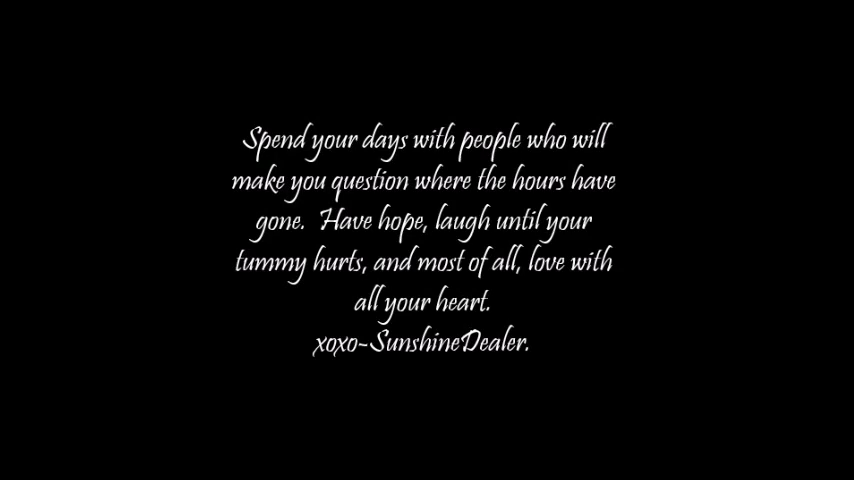 Spend your days with people who will
make you question where the hours have
gone.  Have hope, laugh until your
tummy hurts, and most of all, love with
all your heart.
xoxo-SunshineDealer.